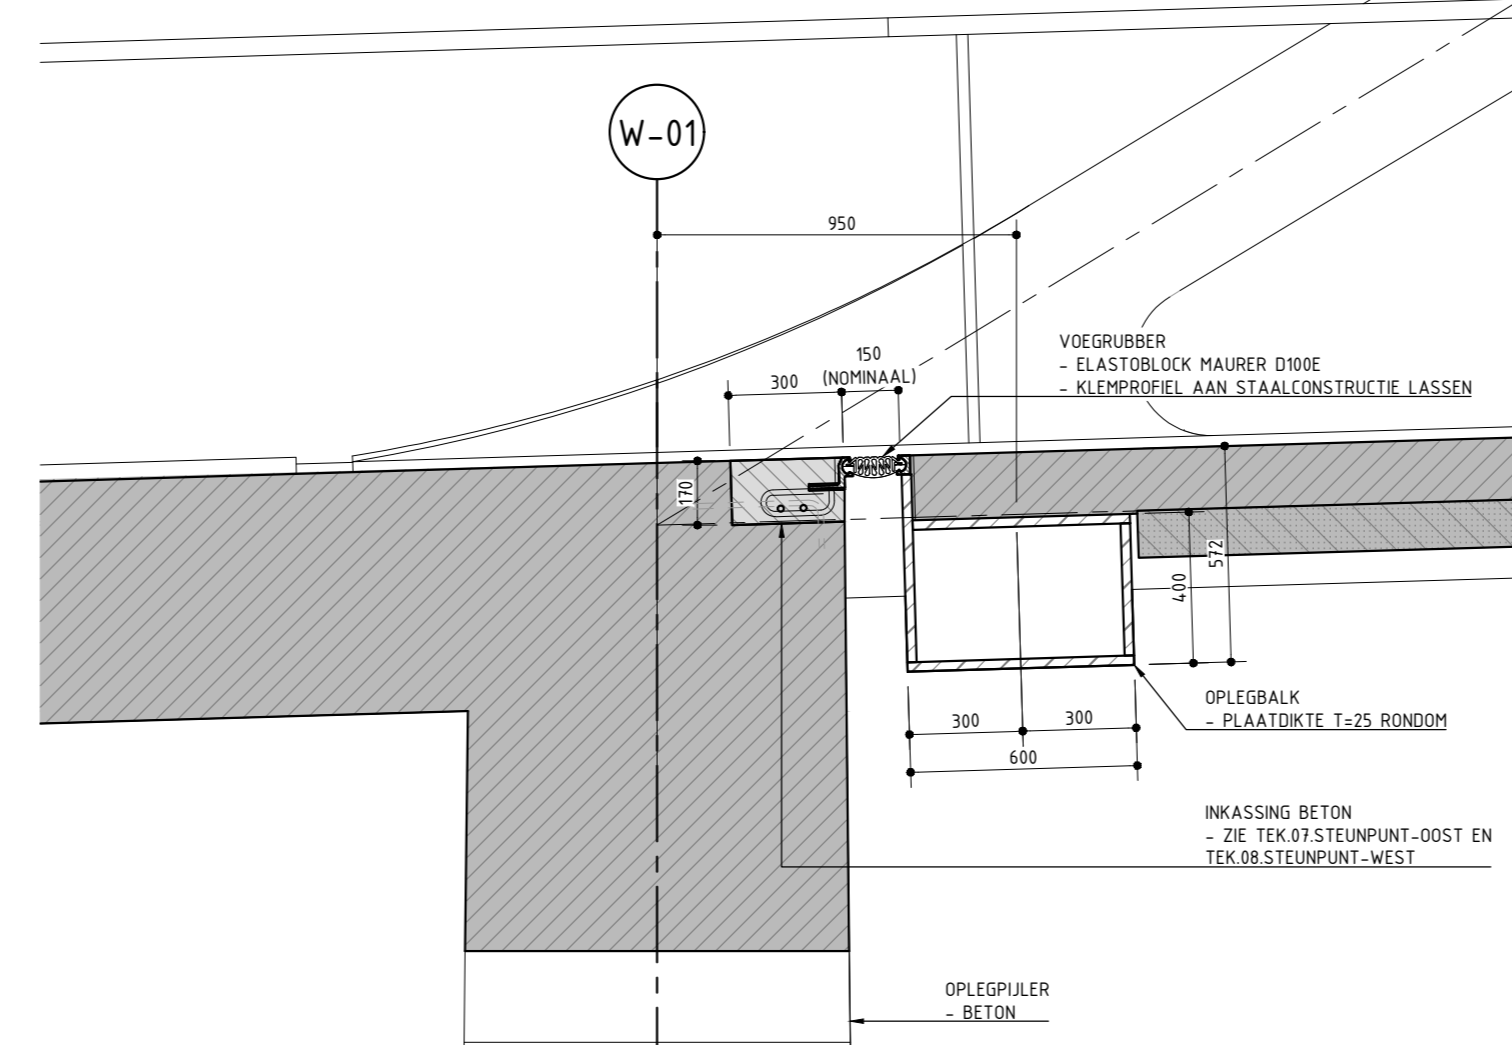 W-01
950
VOEGRUBBER
- ELASTOBLOCK MAURER D100E
- KLEMPROFIEL AAN STAALCONSTRUCTIE LASSEN
150
(NOMINAAL)
300
170
572
400
OPLEGBALK
- PLAATDIKTE T=25 RONDOM
300
300
600
INKASSING BETON
- ZIE TEK.07.STEUNPUNT-OOST EN
TEK.08.STEUNPUNT-WEST
OPLEGPIJLER
- BETON